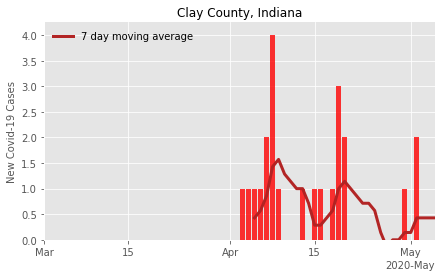 Clay County, Indiana
7 day moving average
New Covid-19 Cases
4.0
3.5
3.0
2.5
2.0
1.5
1.0
0.5
0.0
Mar 15 Apr 15 May
2020-May